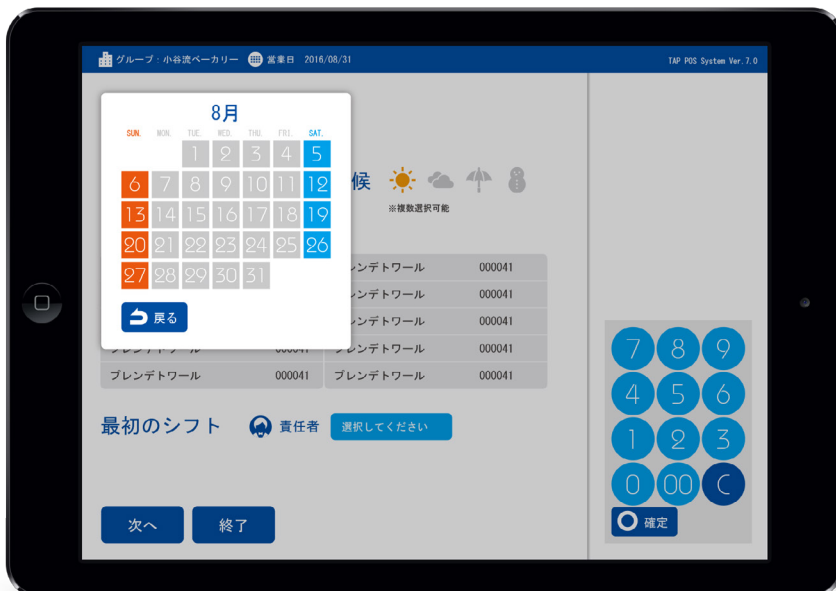 グループ：小谷流ベーカリー 営業日 2016/08/31
TAP POS System Ver.7.0
8月
SUN. MON. TUE. WED. THU. FRI. SAT.
1 2 3 4 5
6 7 8 9 10 11 12
13 14 15 16 17 18 19
20 21 22 23 24 25 26
27 28 29 30 31
戻る
候
※複数選択可能
レンデトワール 000041
レンデトワール 000041
レンデトワール 000041
ブレンデトワール 000041 ブレンデトワール 000041
ブレンデトワール 000041 ブレンデトワール 000041
最初のシフト 責任者 選択してください
次へ 終了
7 8 9
4 5 6
1 2 3
0 00 C
確定